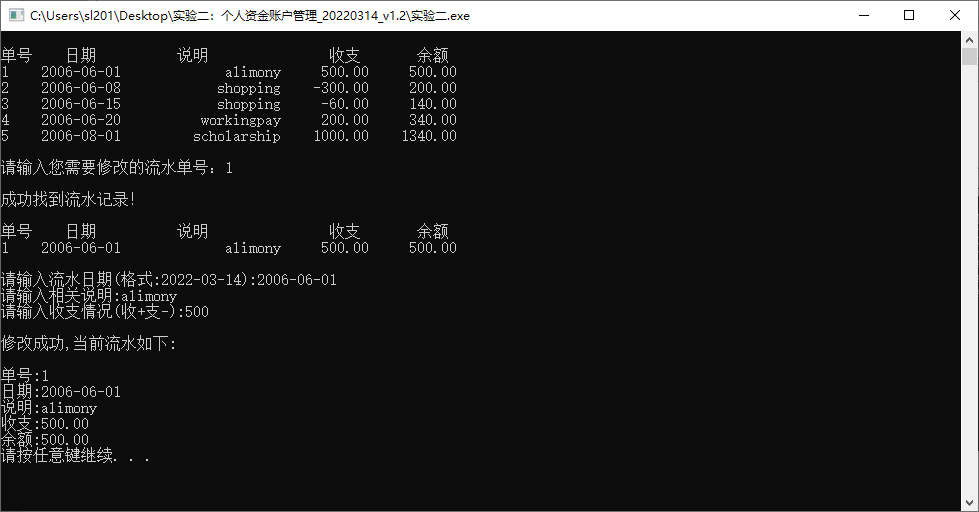 C:\Users\sl201\Desktop\实验二：个人资金账户管理_20220314_v1.2\实验二.exe
单号 日期 说明 收支 余额
1 2006-06-01 alimony 500.00 500.00
2 2006-06-08 shopping -300.00 200.00
3 2006-06-15 shopping -60.00 140.00
4 2006-06-20 workingpay 200.00 340.00
5 2006-08-01 scholarship 1000.00 1340.00
请输入您需要修改的流水单号：1
成功找到流水记录!
单号 日期 说明 收支 余额
1 2006-06-01 alimony 500.00 500.00
请输入流水日期(格式:2022-03-14):2006-06-01
请输入相关说明:alimony
请输入收支情况(收+支-):500
修改成功,当前流水如下:
单号:1
日期:2006-06-01
说明:alimony
收支:500.00
余额:500.00
请按任意键继续. . .